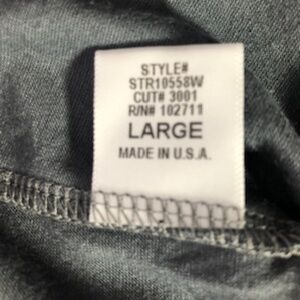 STYLE#
STR10558W
CUT# 3001
R/N# 102711
LARGE
MADE IN U.S.A.